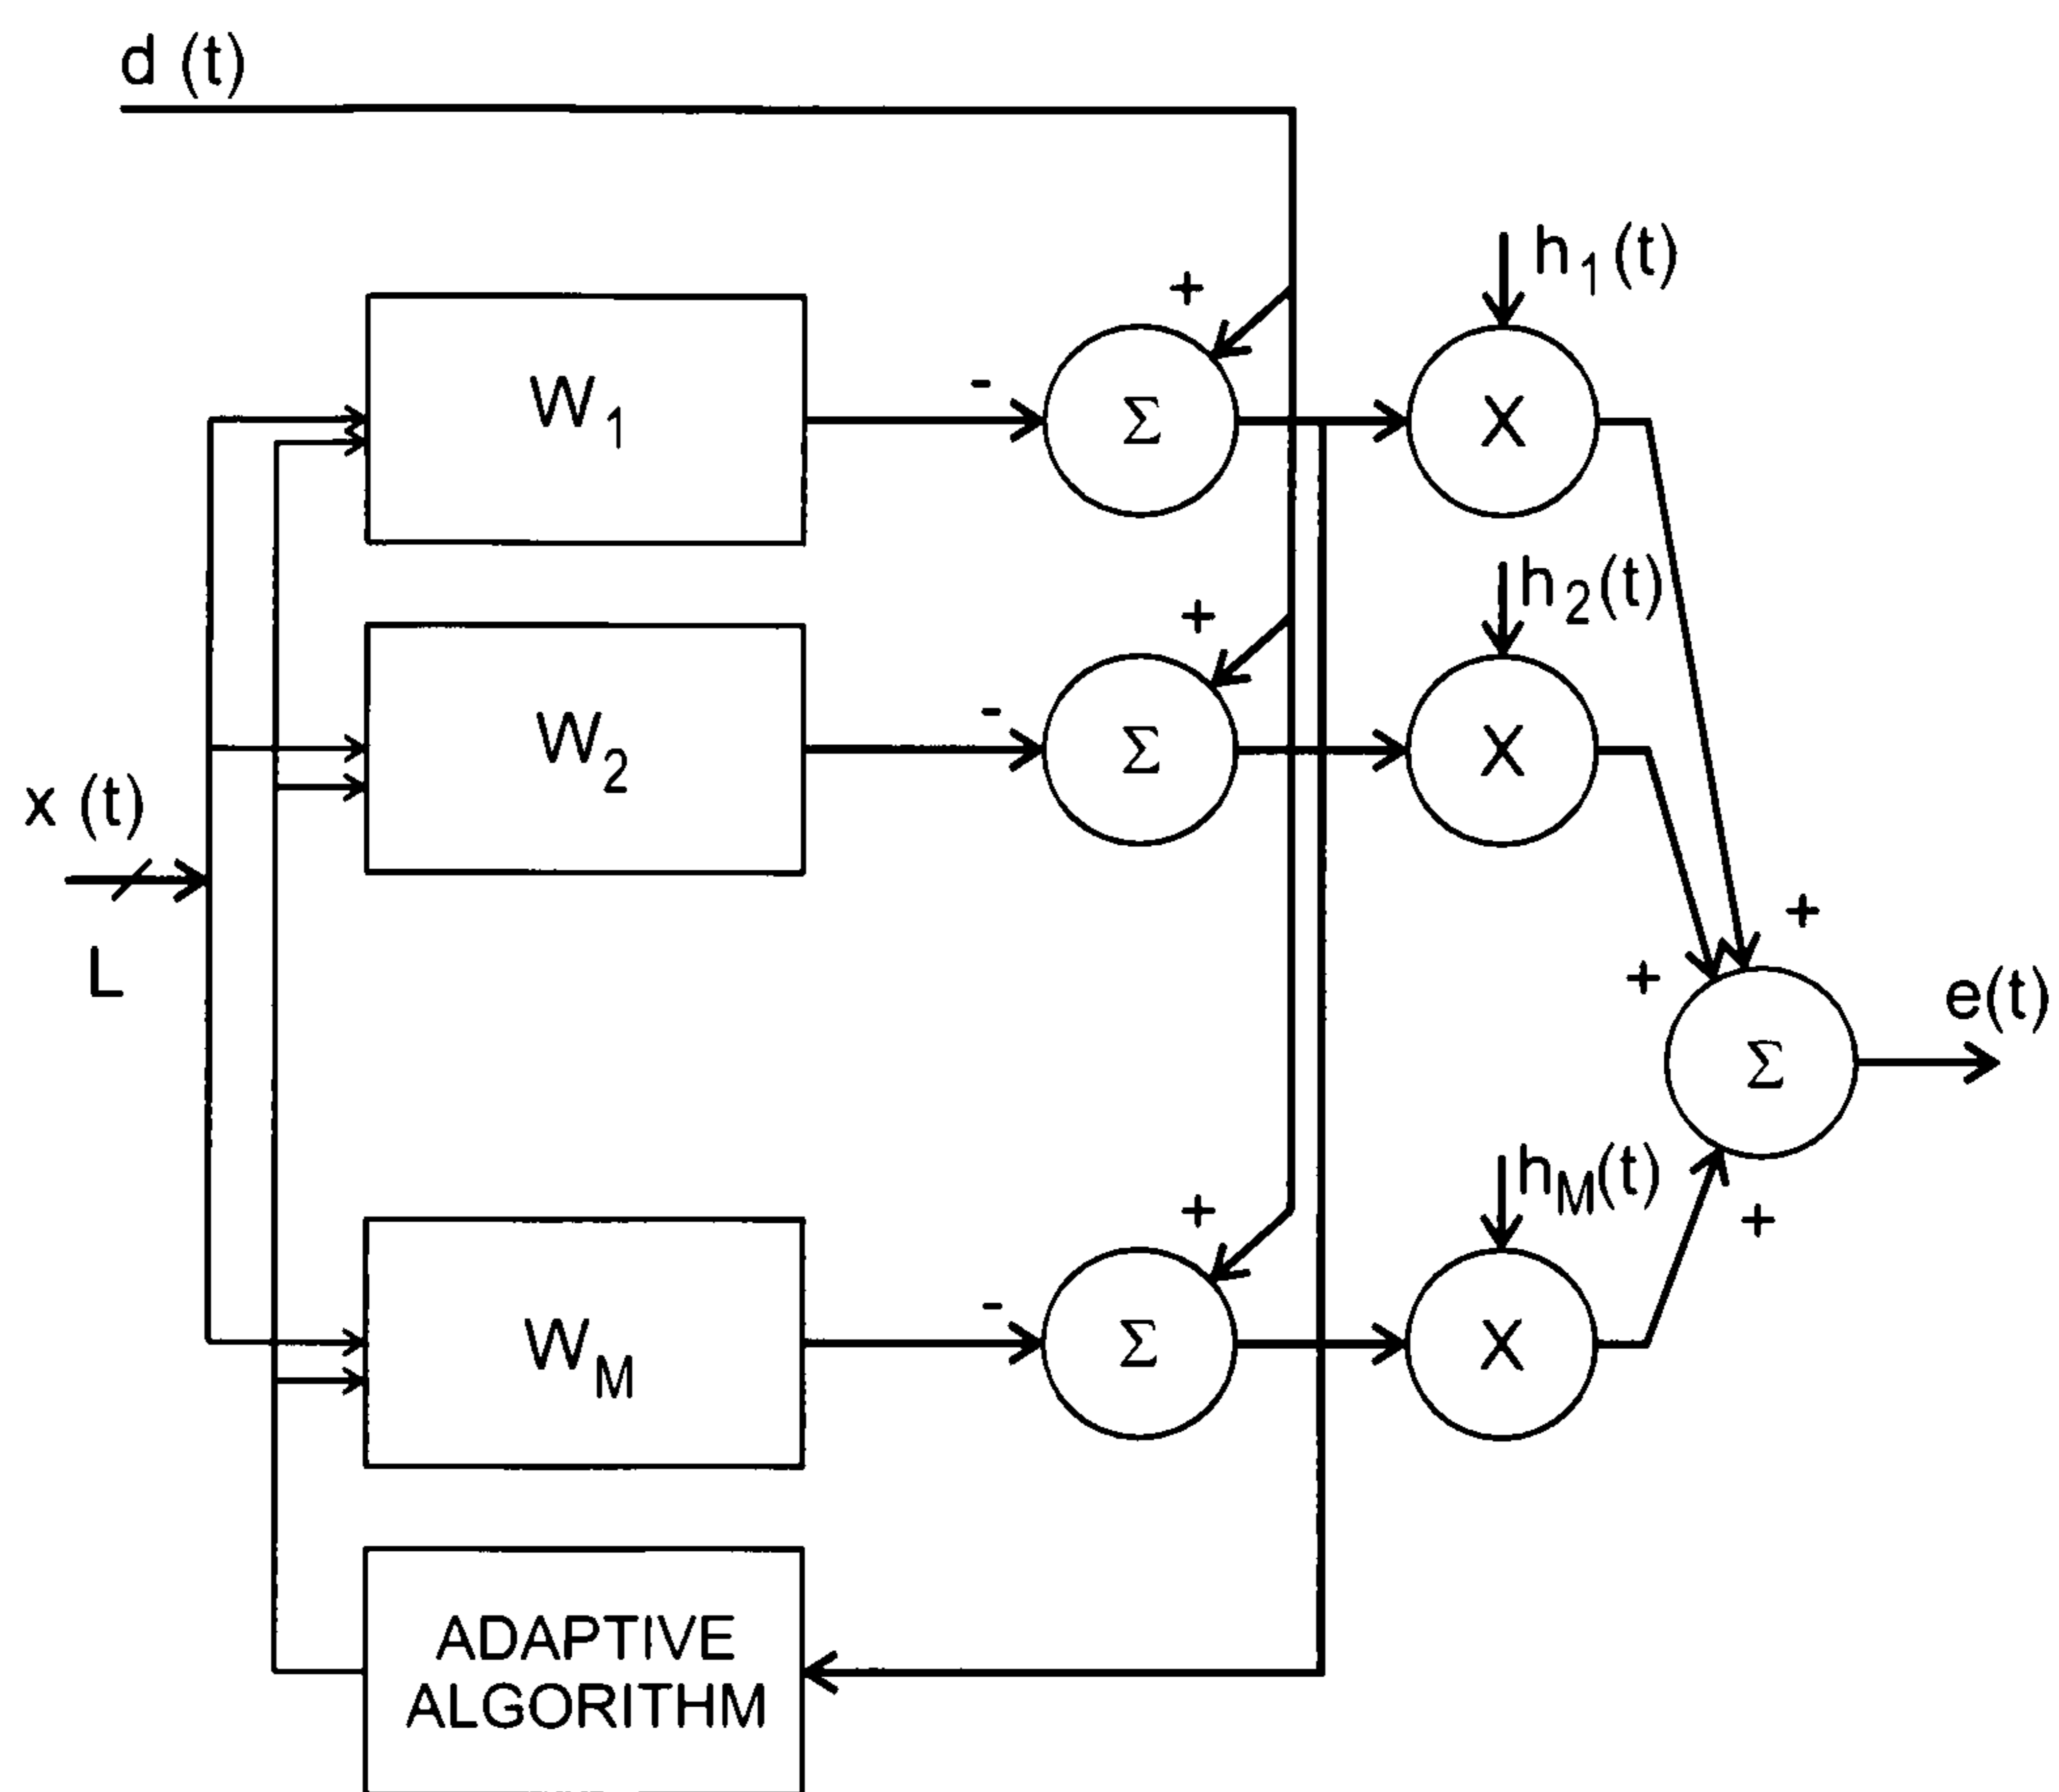 d (t)
h1(t)
+
W1
-
Σ
X
h2(t)
+
W2
-
Σ
X
x (t)
L
+
+
e(t)
Σ
hM(t)
+
+
WM
-
Σ
X
ADAPTIVE
ALGORITHM